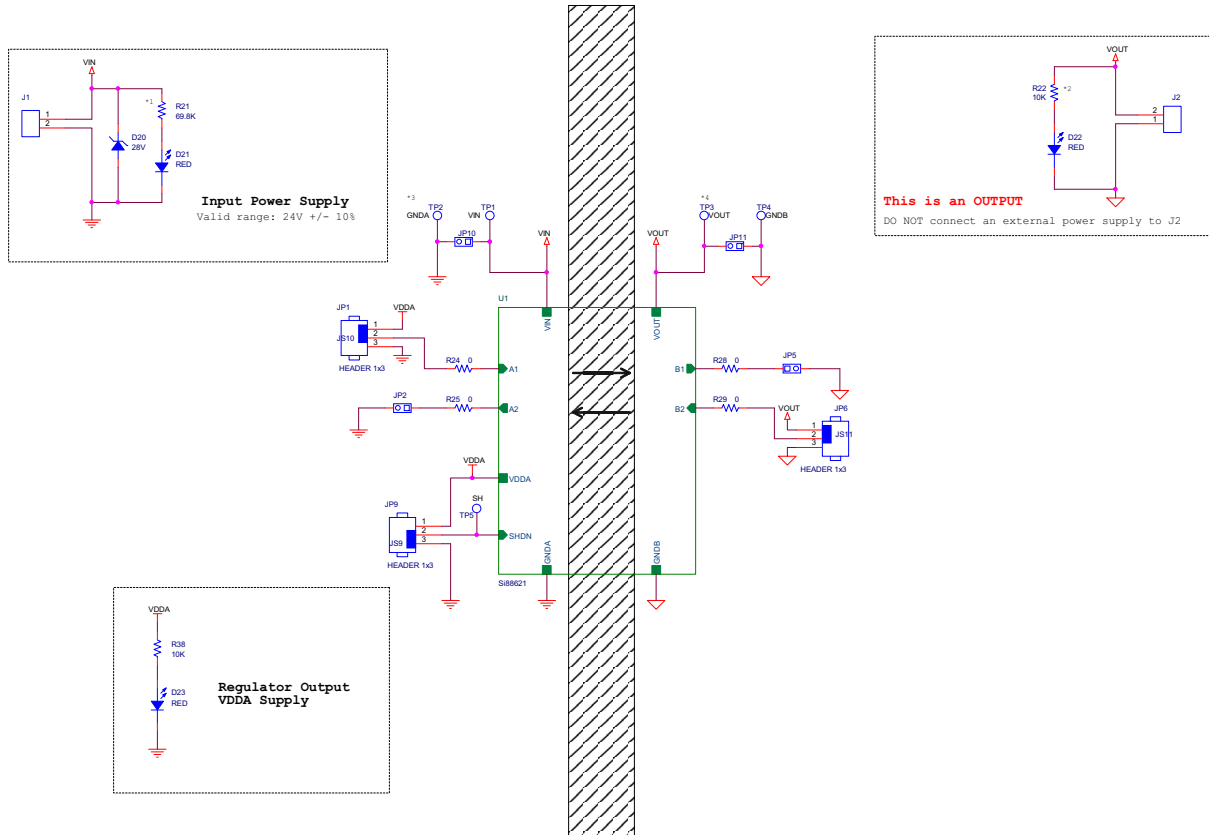 VIN
J1
1
2
*1
R21
69.8K
D20
28V
D21
RED
Input Power Supply
Valid range: 24V +/- 10%
VOUT
R22
10K
*2
J2
2
1
D22
RED
This is an OUTPUT
DO NOT connect an external power supply to J2
*3
TP2
GNDA
TP1
VIN
JP10
VIN
*4
TP3
VOUT
TP4
GNDB
JP11
VOUT
U1
VIN
VOUT
JP1
VDDA
1
2
3
JS10
HEADER 1x3
R24 0
A1
JP2
R25 0
A2
B1
R28 0
JP5
B2
R29 0
VOUT
JP6
1
2
3
JS11
HEADER 1x3
VDDA
VDDA
SH
TP5
JP9
1
2
3
JS9
HEADER 1x3
SHDN
GNDA
GNDB
Si88621
VDDA
R38
10K
D23
RED
Regulator Output
VDDA Supply